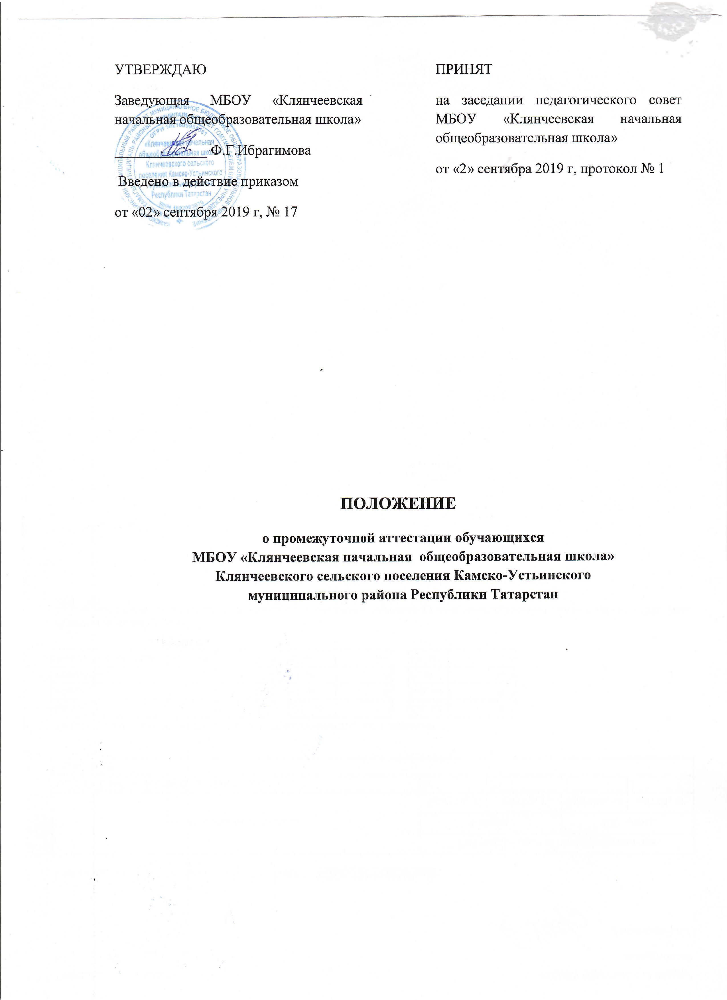 УТВЕРЖДАЮ
Заведующая МБОУ «Клянчеевская
начальная общеобразовательная школа»
Ф.Г.Ибрагимова
Введено в действие приказом
от «02» сентября 2019 г, № 17
ПРИНЯТ
на заседании педагогического совет
МБОУ «Клянчеевская начальная
общеобразовательная школа»
от «2» сентября 2019 г, протокол № 1
«Клянчеевская начальная
общеобразовательная школа
Клянчеевского сельского
поселения Камско-Устьинского
муниципального района
Республики Татарстан
ПОЛОЖЕНИЕ
о промежуточной аттестации обучающихся
МБОУ «Клянчеевская начальная общеобразовательная школа»
Клянчеевского сельского поселения Камско-Устьинского
муниципального района Республики Татарстан